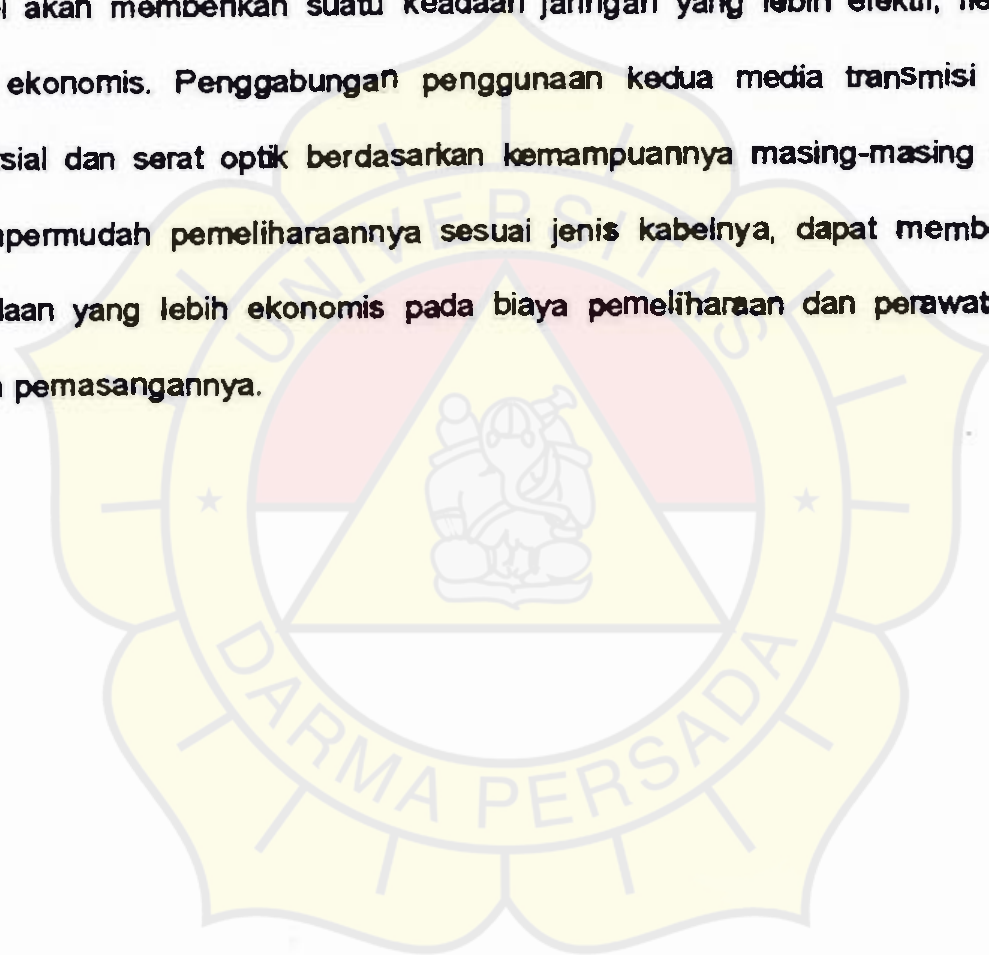 akan memberikan suatu keadaan jaringan yang lebih efektif,
ekonomis. Penggabungan penggunaan kedua media transmisi
sial dan serat optik berdasarkan kemampuannya masing-masing
permudah pemeliharaannya sesuai jenis kabelnya, dapat memb
daan yang lebih ekonomis pada biaya pemeliharaan dan perawat
pemasangannya.
UNIVERSITAS
DARMA PERSADA